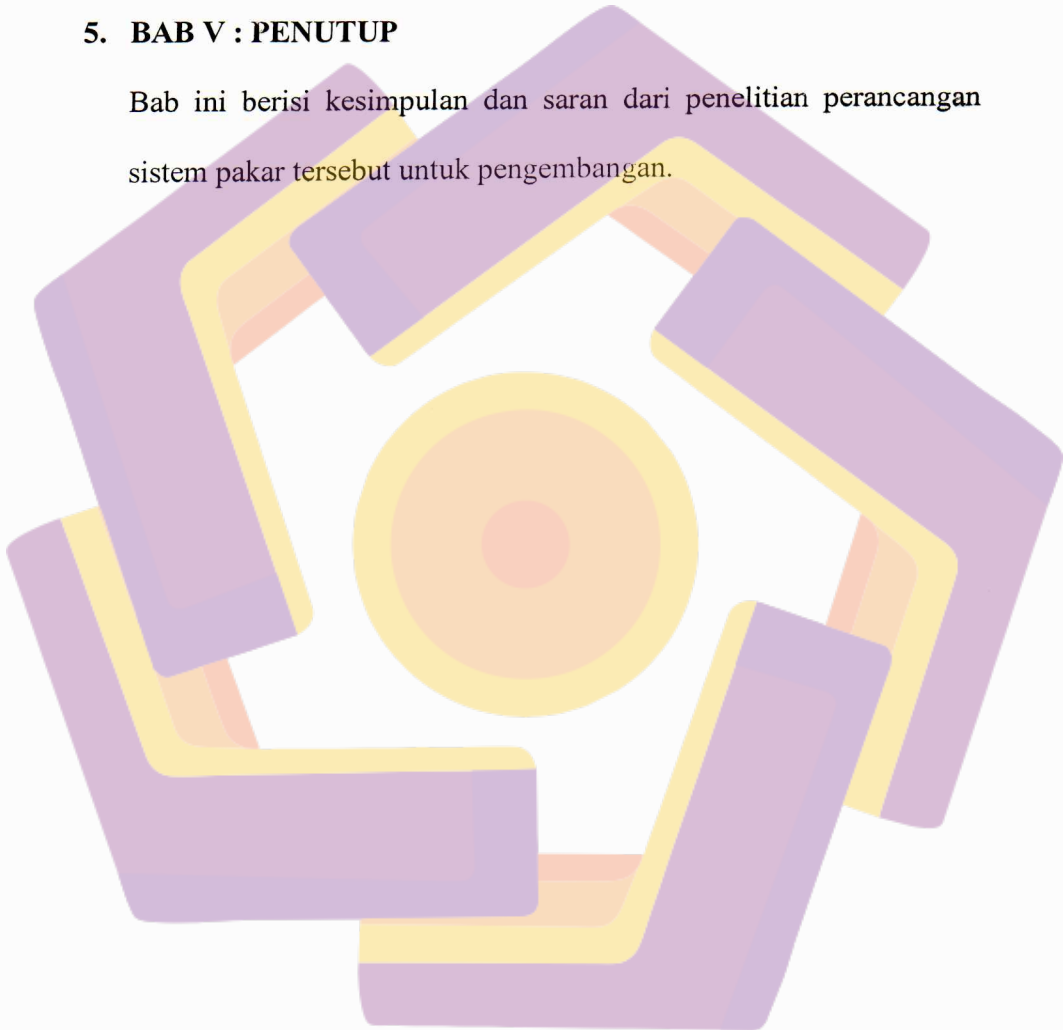 5. BAB V : PENUTUP
Bab ini berisi kesimpulan dan saran dari penelitian perancangan
sistem pakar tersebut untuk pengembangan.